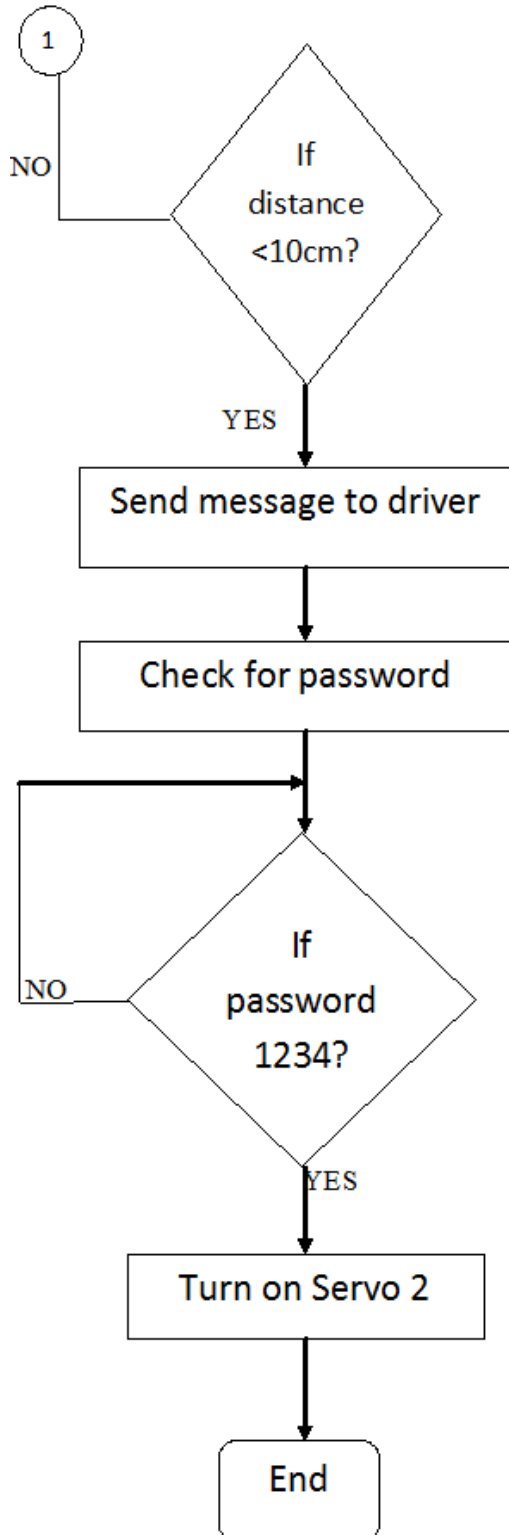 1
NO
If
distance
<10cm?
YES
Send message to driver
Check for password
If
password
1234?
NO
YES
Turn on Servo 2
End